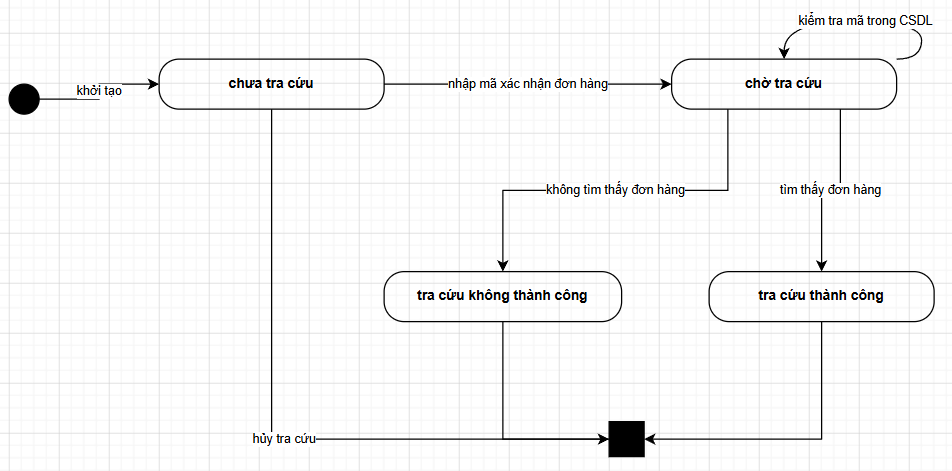 kiểm tra mã trong CSDL
khởi tạo
chưa tra cứu
nhập mã xác nhận đơn hàng
chờ tra cứu
không tìm thấy đơn hàng
tìm thấy đơn hàng
tra cứu không thành công
tra cứu thành công
hủy tra cứu